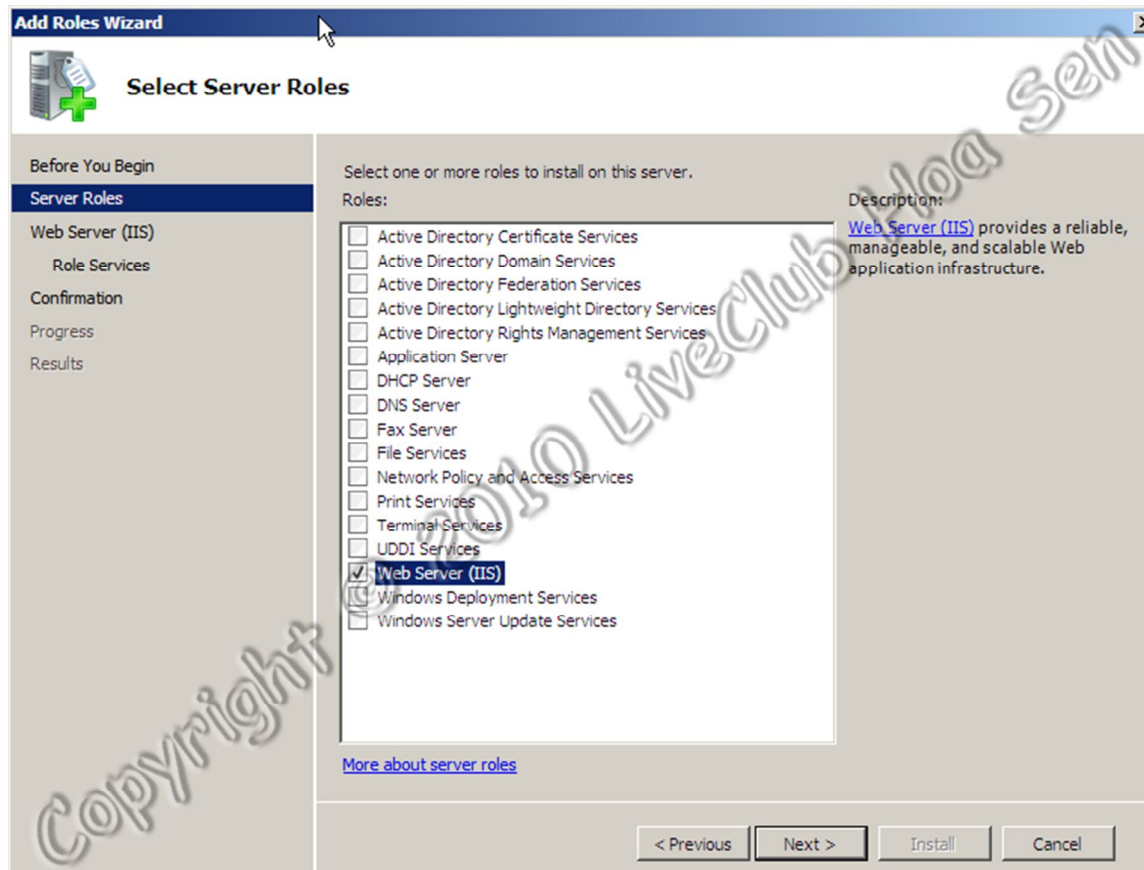 Add Roles Wizard
Select Server Roles
Before You Begin
Server Roles
Web Server (IIS)
Role Services
Confirmation
Progress
Results
Select one or more roles to install on this server.
Roles:
Active Directory Certificate Services
Active Directory Domain Services
Active Directory Federation Services
Active Directory Lightweight Directory Services
Active Directory Rights Management Services
Application Server
DHCP Server
DNS Server
Fax Server
File Services
Network Policy and Access Services
Print Services
Terminal Services
UDDI Services
Web Server (IIS)
Windows Deployment Services
Windows Server Update Services
More about server roles
Description:
Web Server (IIS) provides a reliable,
manageable, and scalable Web
application infrastructure.
< Previous
Next >
Install
Cancel
Copyright © 2010 LiveClub Hoa Sen